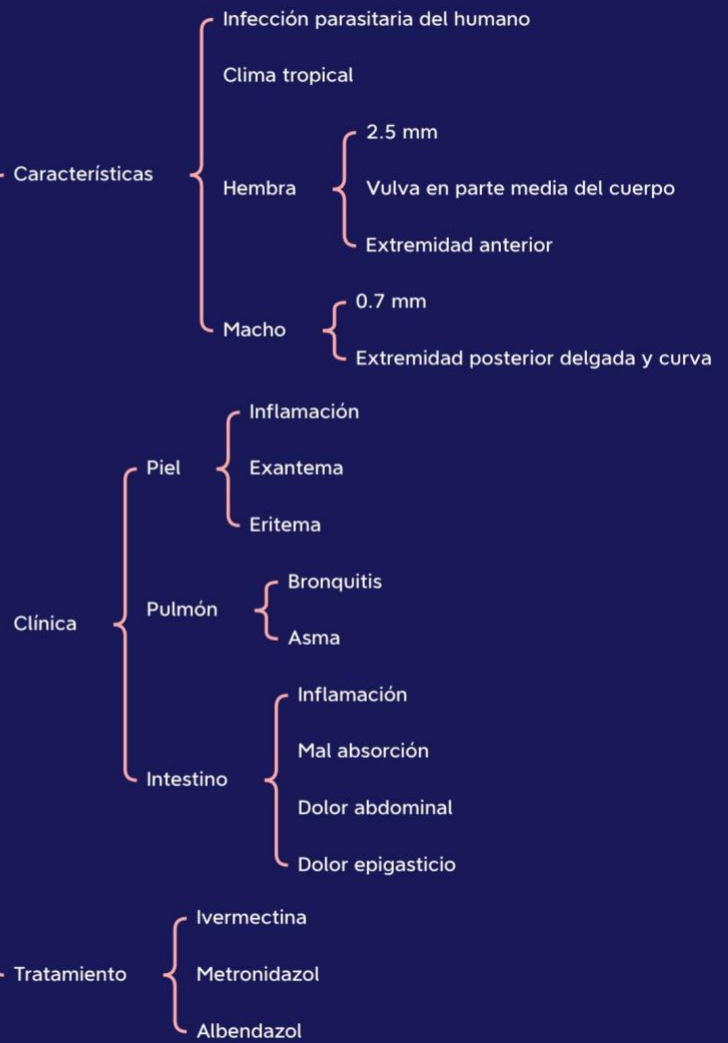 Características
Infección parasitaria del humano
Clima tropical
Hembra
2.5 mm
Vulva en parte media del cuerpo
Extremidad anterior
Macho
0.7 mm
Extremidad posterior delgada y curva
Clínica
Piel
Inflamación
Exantema
Eritema
Pulmón
Bronquitis
Asma
Intestino
Inflamación
Mal absorción
Dolor abdominal
Dolor epigasticio
Tratamiento
Ivermectina
Metronidazol
Albendazol